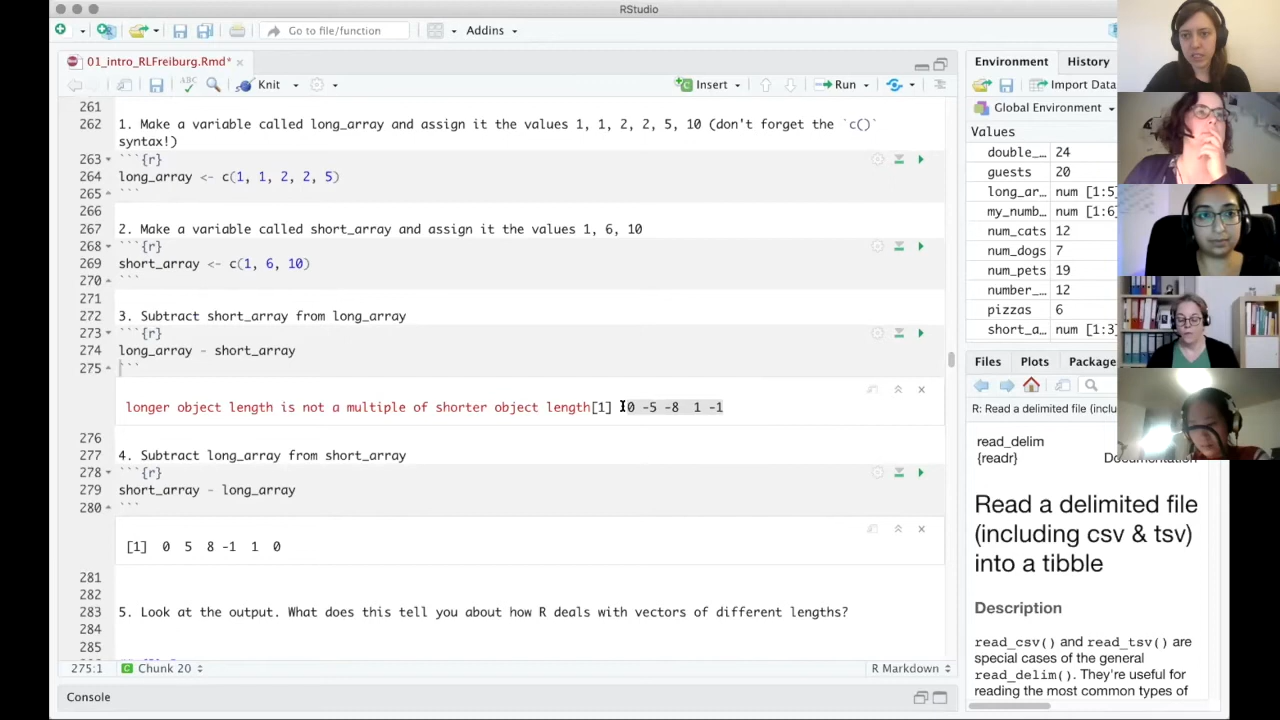 RStudio
Go to file/function
Addins
01_intro_RLFreiburg.Rmd*
Knit
Insert
Run
261
262 1. Make a variable called long_array and assign it the values 1, 1, 2, 2, 5, 10 (don't forget the `c()`
syntax!)
263 ```{r}
264 long_array <- c(1, 1, 2, 2, 5)
265 ```
266
267 2. Make a variable called short_array and assign it the values 1, 6, 10
268 ```{r}
269 short_array <- c(1, 6, 10)
270 ```
271
272 3. Subtract short_array from long_array
273 ```{r}
274 long_array - short_array
275 ```
longer object length is not a multiple of shorter object length[1] 0 -5 -8 1 -1
276
277 4. Subtract long_array from short_array
278 ```{r}
279 short_array - long_array
280 ```
[1] 0 5 8 -1 1 0
281
282
283 5. Look at the output. What does this tell you about how R deals with vectors of different lengths?
284
285
275:1 Chunk 20 R Markdown
Console
Environment History
Import Data
Global Environment
Values
double_… 24
guests 20
long_ar… num [1:5]
my_numb… num [1:6]
num_cats 12
num_dogs 7
num_pets 19
number_… 12
pizzas 6
short_a… num [1:3]
Files Plots Package
R: Read a delimited file (inclu
read_delim
{readr}
Documentation
Read a delimited file
(including csv & tsv)
into a tibble
Description
read_csv() and read_tsv() are
special cases of the general
read_delim(). They're useful for
reading the most common types of